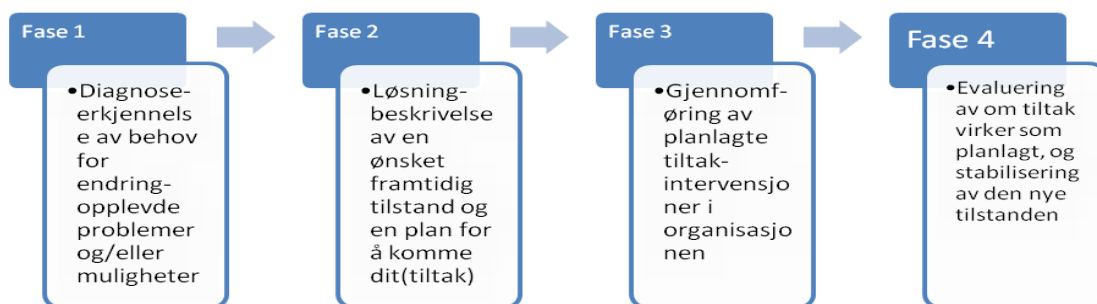 Fase 1
•Diagnose-
erkjennels
e av behov
for
endring-
opplevde
problemer
og/eller
muligheter
Fase 2
•Løsning-
beskrivelse
av en
ønsket
framtidig
tilstand og
en plan for
å komme
dit(tiltak)
Fase 3
•Gjennomf-
øring av
planlagte
tiltak-
intervensjo
ner i
organisasjo
nen
Fase 4
•Evaluering
av om tiltak
virker som
planlagt, og
stabilisering
av den nye
tilstanden